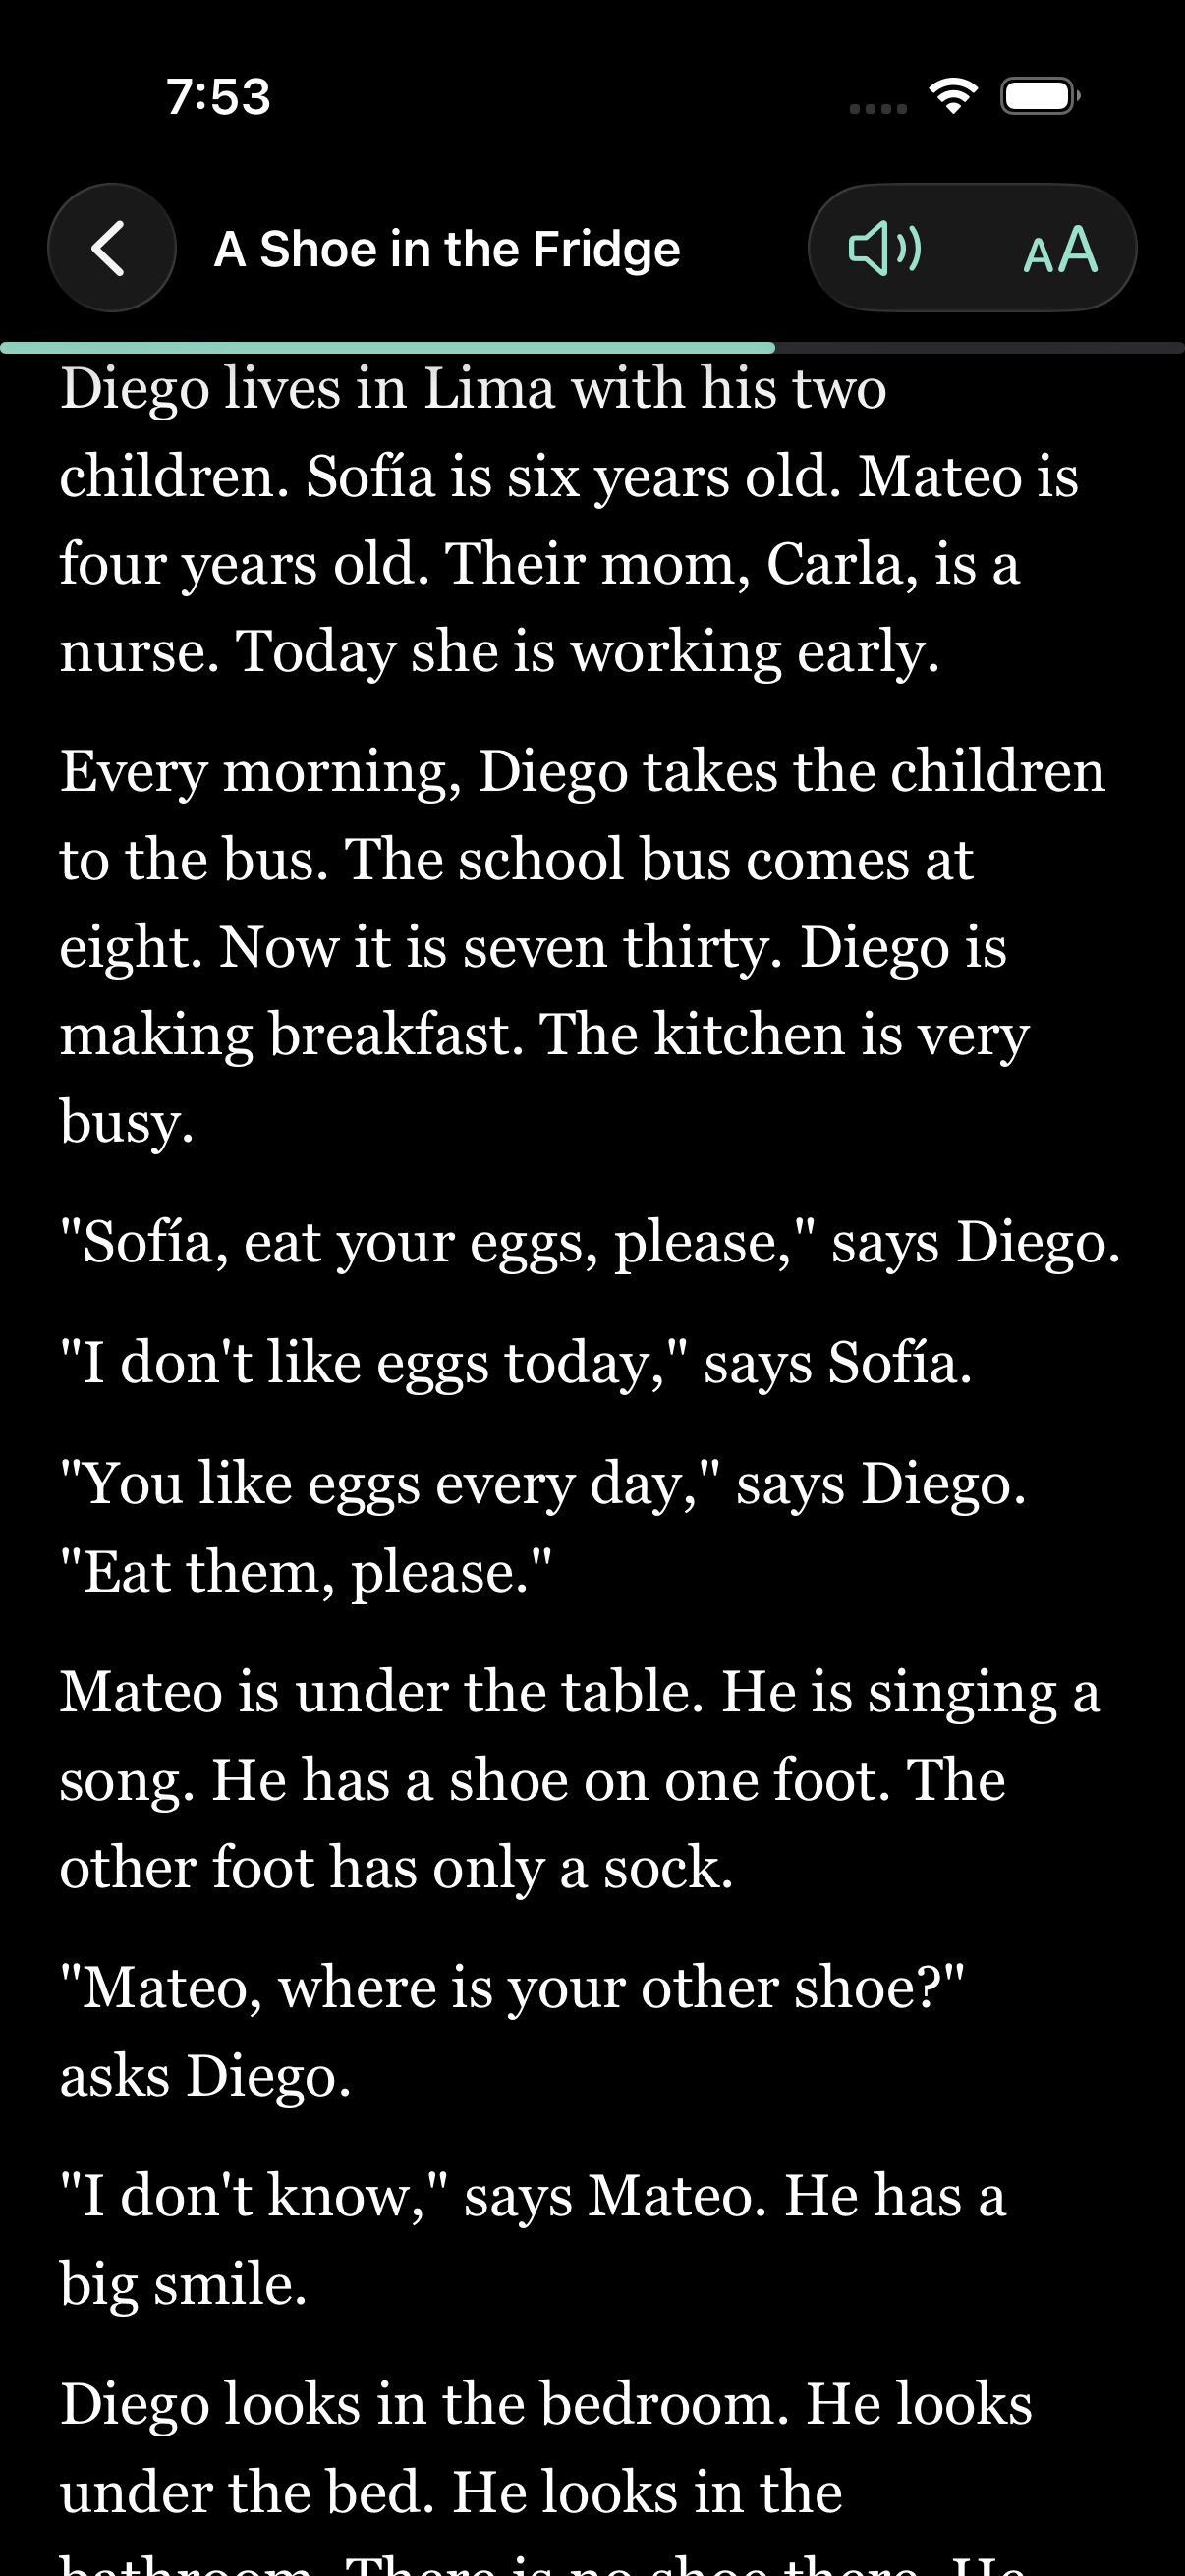 7:53
A Shoe in the Fridge
AA
Diego lives in Lima with his two
children. Sofía is six years old. Mateo is
four years old. Their mom, Carla, is a
nurse. Today she is working early.
Every morning, Diego takes the children
to the bus. The school bus comes at
eight. Now it is seven thirty. Diego is
making breakfast. The kitchen is very
busy.
"Sofía, eat your eggs, please," says Diego.
"I don't like eggs today," says Sofía.
"You like eggs every day," says Diego.
"Eat them, please."
Mateo is under the table. He is singing a
song. He has a shoe on one foot. The
other foot has only a sock.
"Mateo, where is your other shoe?"
asks Diego.
"I don't know," says Mateo. He has a
big smile.
Diego looks in the bedroom. He looks
under the bed. He looks in the
bathroom. There is no shoe there. He